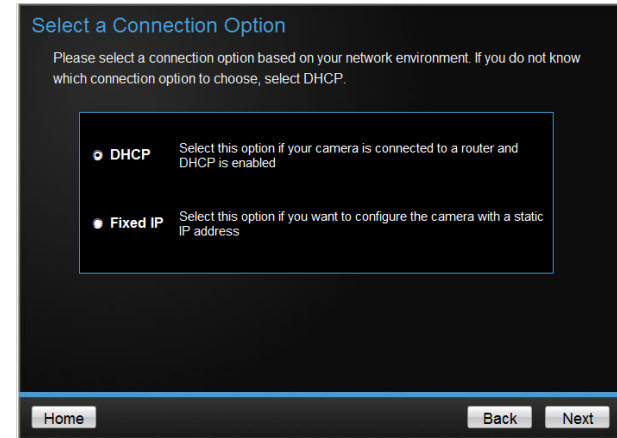 Select a Connection Option
Please select a connection option based on your network environment. If you do not know
which connection option to choose, select DHCP.
DHCP
Select this option if your camera is connected to a router and
DHCP is enabled
Fixed IP
Select this option if you want to configure the camera with a static
IP address
Home
Back
Next